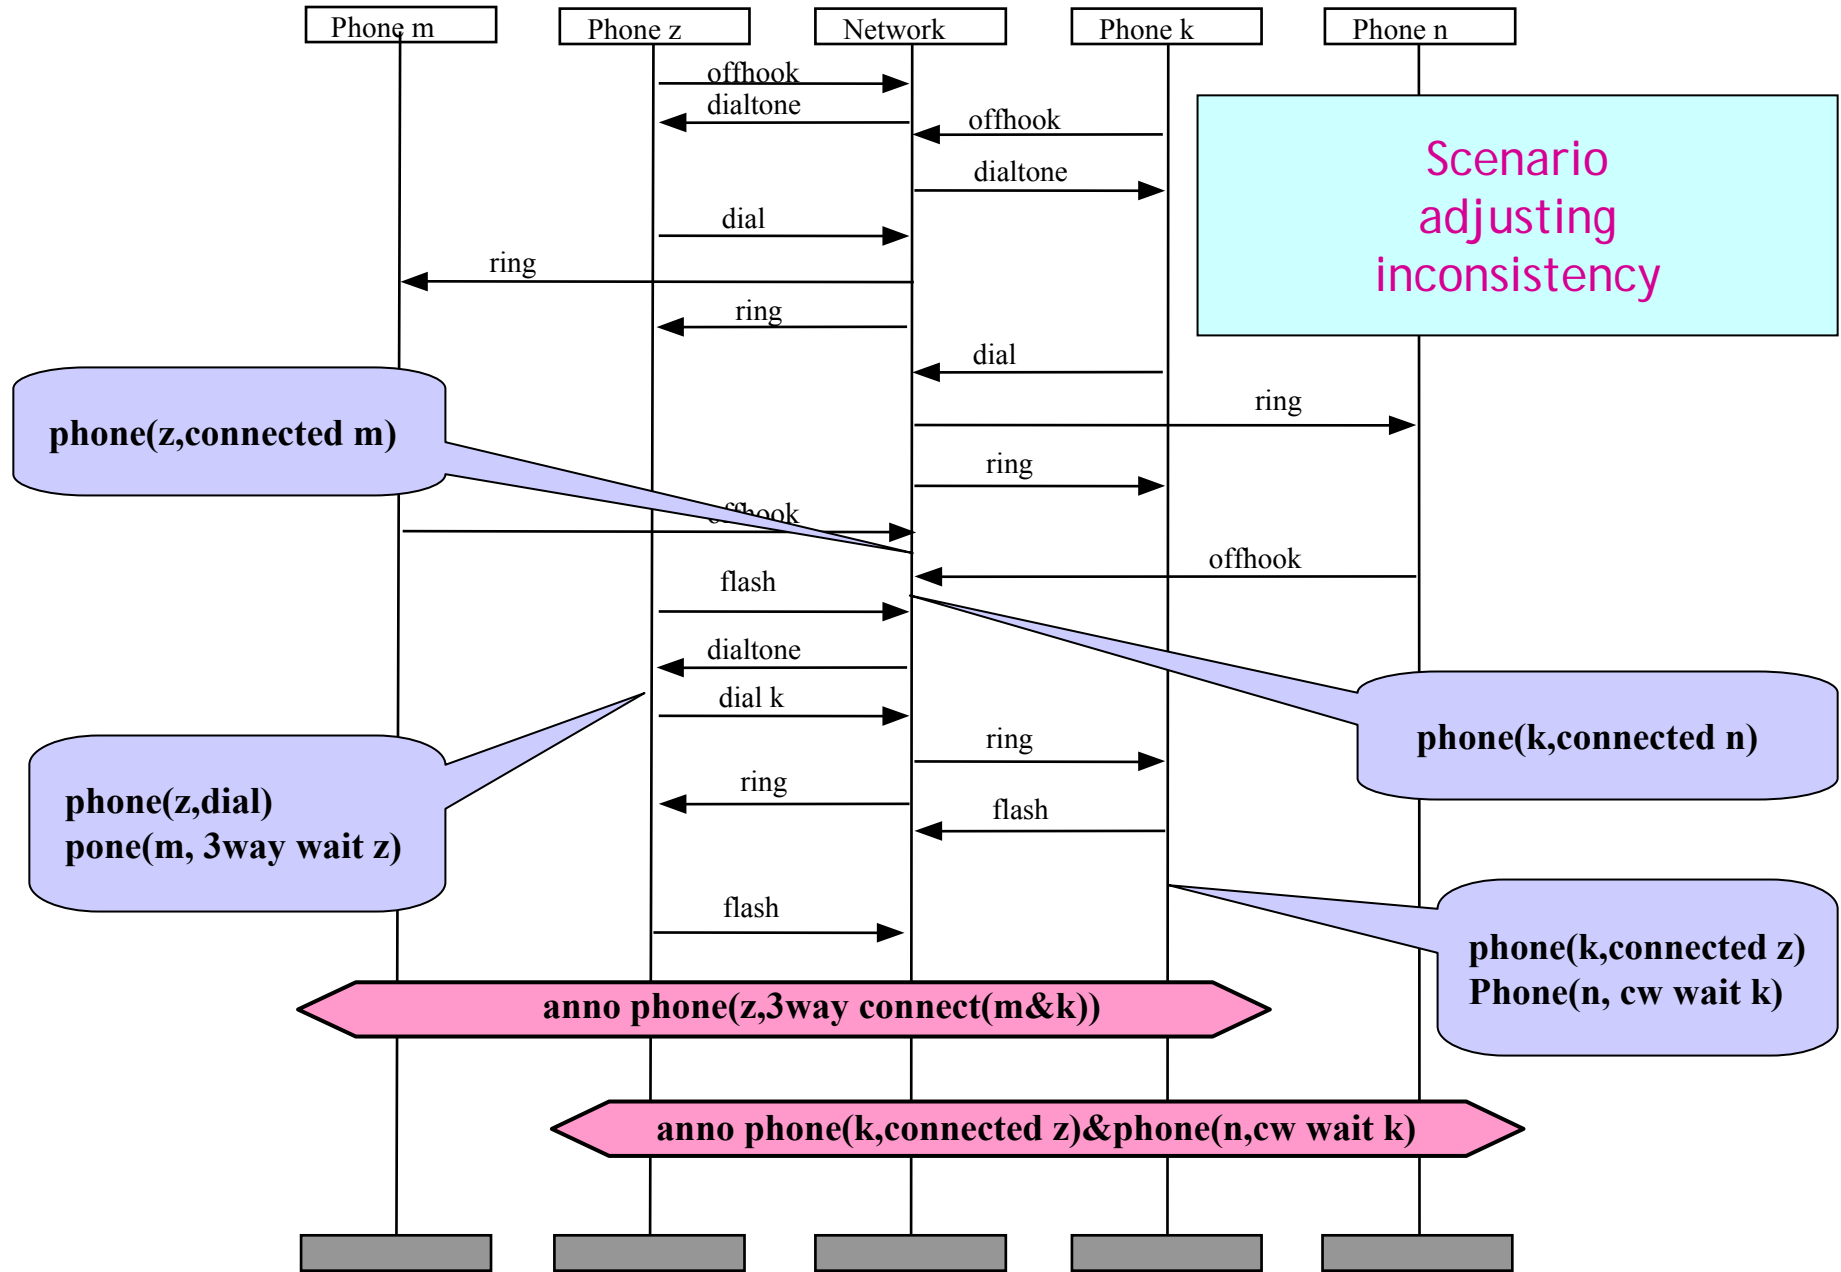 Phone m
Phone z
Network
Phone k
Phone n
offhook
dialtone
offhook
dialtone
dial
ring
ring
dial
ring
ring
offhook
offhook
flash
dialtone
dial k
ring
ring
flash
flash
Scenario
adjusting
inconsistency
phone(z,connected m)
phone(k,connected n)
phone(z,dial)
pone(m, 3way wait z)
phone(k,connected z)
Phone(n, cw wait k)
anno phone(z,3way connect(m&k))
anno phone(k,connected z)&phone(n,cw wait k)